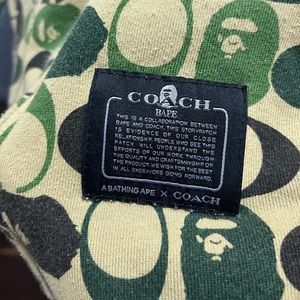 COACH
BAPE
THIS IS A COLLABORATION BETWEEN
BAPE AND COACH. THIS STORYPATCH
IS EVIDENCE OF OUR CLOSE
RELATIONSHIP. PEOPLE WHO SEE THIS
PATCH WILL UNDERSTAND THE
EFFORTS OF OUR WORK THROUGH
THE QUALITY AND CRAFTSMANSHIP OF
THE PRODUCT. WE WISH FOR THE BEST
IN ALL ENDEAVORS GOING FORWARD.
A BATHING APE × COACH